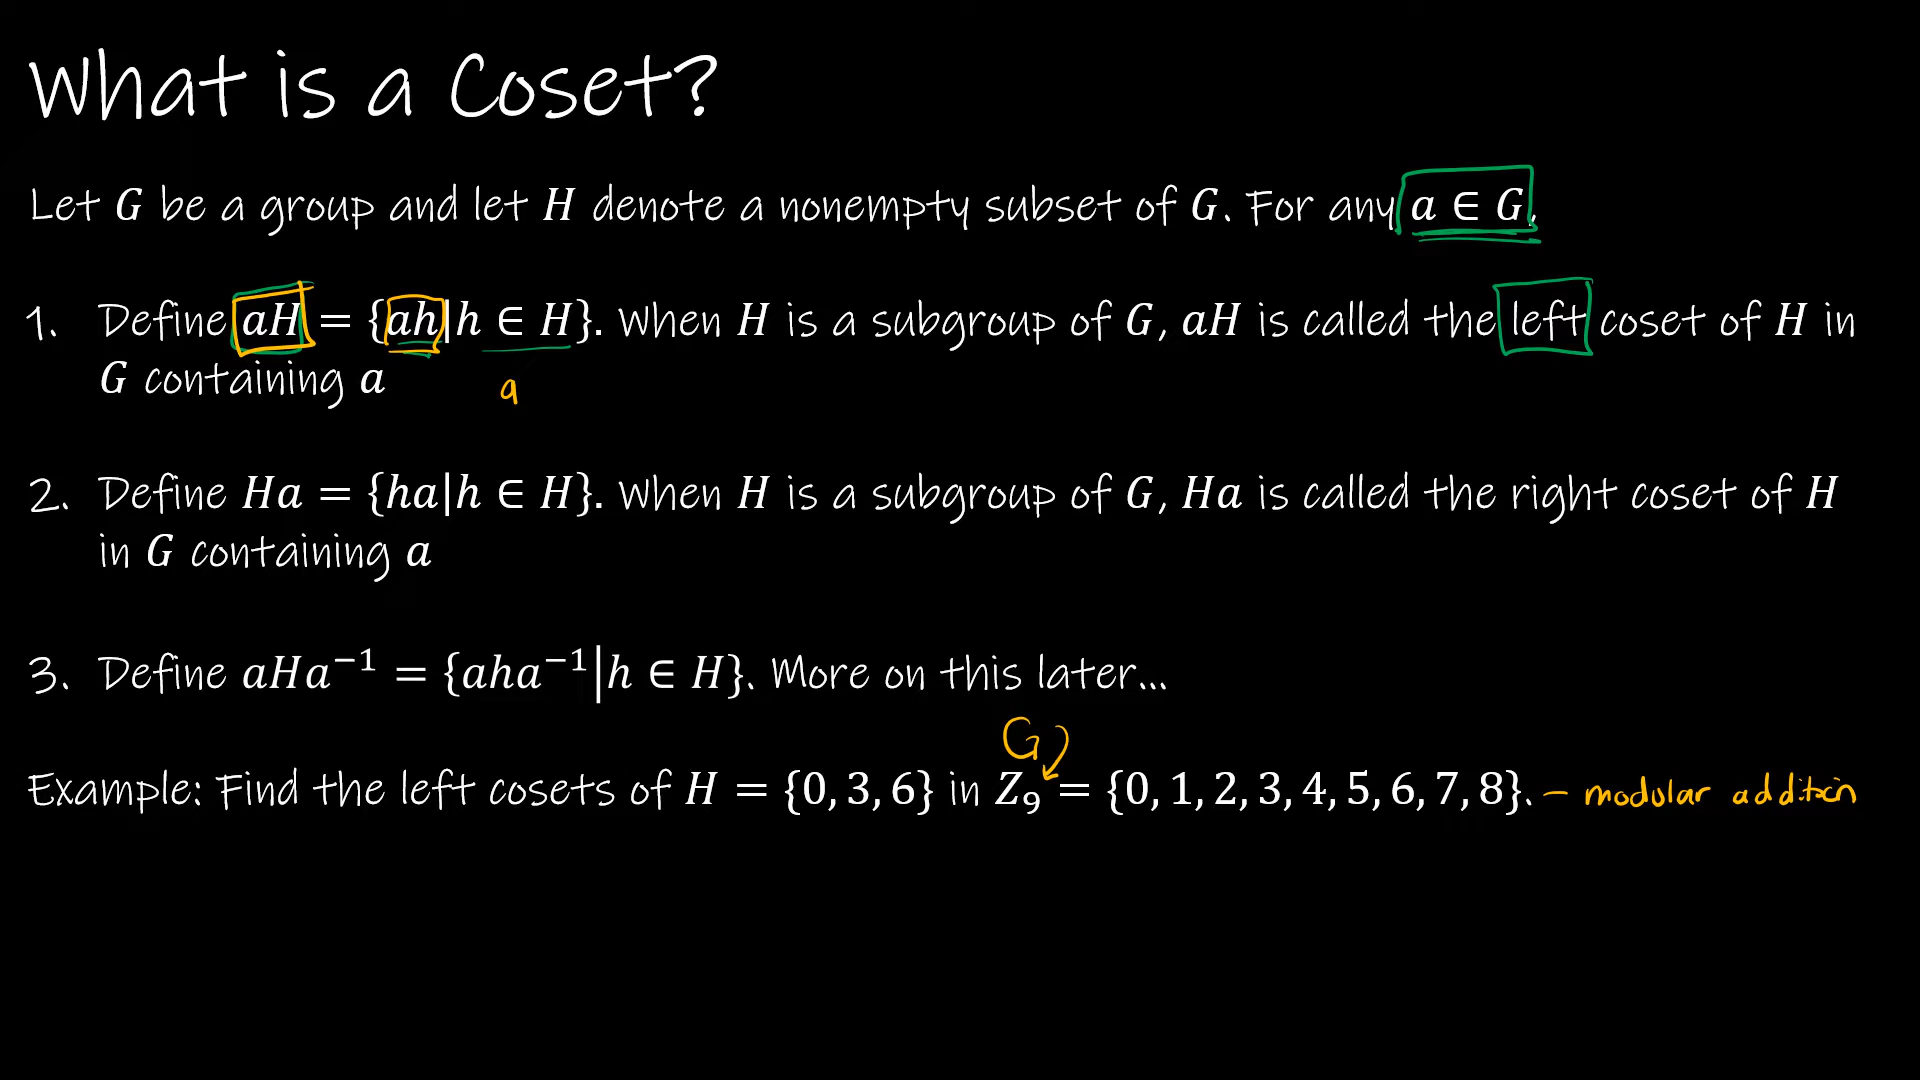 What is a Coset?
Let G be a group and let H denote a nonempty subset of G. For any a ∈ G,
1. Define aH = {ah|h ∈ H}. When H is a subgroup of G, aH is called the left coset of H in
G containing a
a
2. Define Ha = {ha|h ∈ H}. When H is a subgroup of G, Ha is called the right coset of H
in G containing a
3. Define aHa⁻¹ = {aha⁻¹|h ∈ H}. More on this later...
G
Example: Find the left cosets of H = {0, 3, 6} in Z₉ = {0, 1, 2, 3, 4, 5, 6, 7, 8}. – modular addition